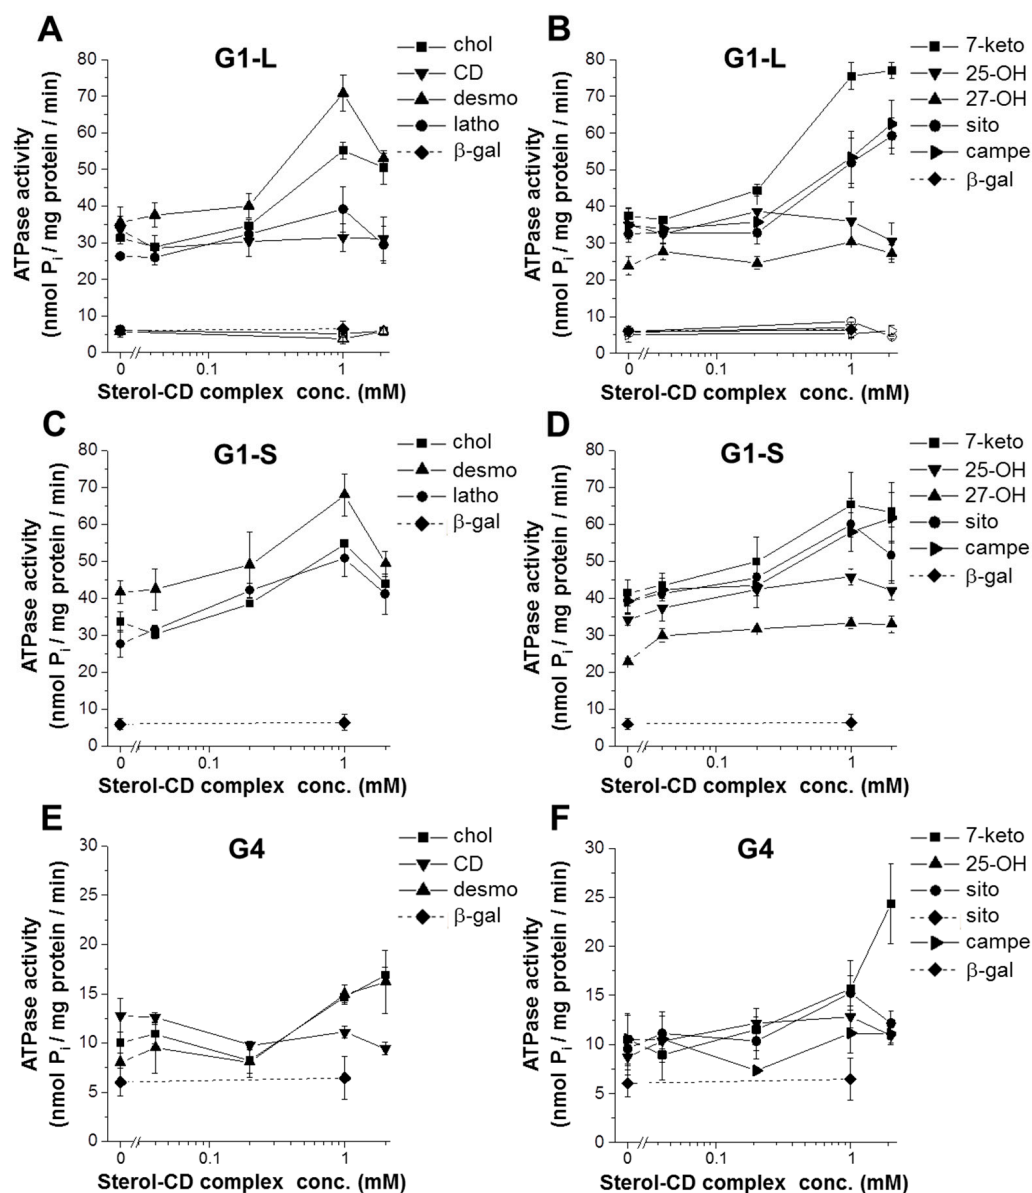 A
G1-L
chol
CD
desmo
latho
β-gal
80
70
60
50
40
30
20
10
0
ATPase activity
(nmol Pi / mg protein / min)
0
0.1
1
Sterol-CD complex conc. (mM)
B
G1-L
7-keto
25-OH
27-OH
sito
campe
β-gal
80
70
60
50
40
30
20
10
0
ATPase activity
(nmol Pi / mg protein / min)
0
0.1
1
Sterol-CD complex conc. (mM)
C
G1-S
chol
desmo
latho
β-gal
80
70
60
50
40
30
20
10
0
ATPase activity
(nmol Pi / mg protein / min)
0
0.1
1
Sterol-CD complex conc. (mM)
D
G1-S
7-keto
25-OH
27-OH
sito
campe
β-gal
80
70
60
50
40
30
20
10
0
ATPase activity
(nmol Pi / mg protein / min)
0
0.1
1
Sterol-CD complex conc. (mM)
E
G4
chol
CD
desmo
β-gal
30
25
20
15
10
5
0
ATPase activity
(nmol Pi / mg protein / min)
0
0.1
1
Sterol-CD complex conc. (mM)
F
G4
7-keto
25-OH
sito
sito
campe
β-gal
30
25
20
15
10
5
0
ATPase activity
(nmol Pi / mg protein / min)
0
0.1
1
Sterol-CD complex conc. (mM)